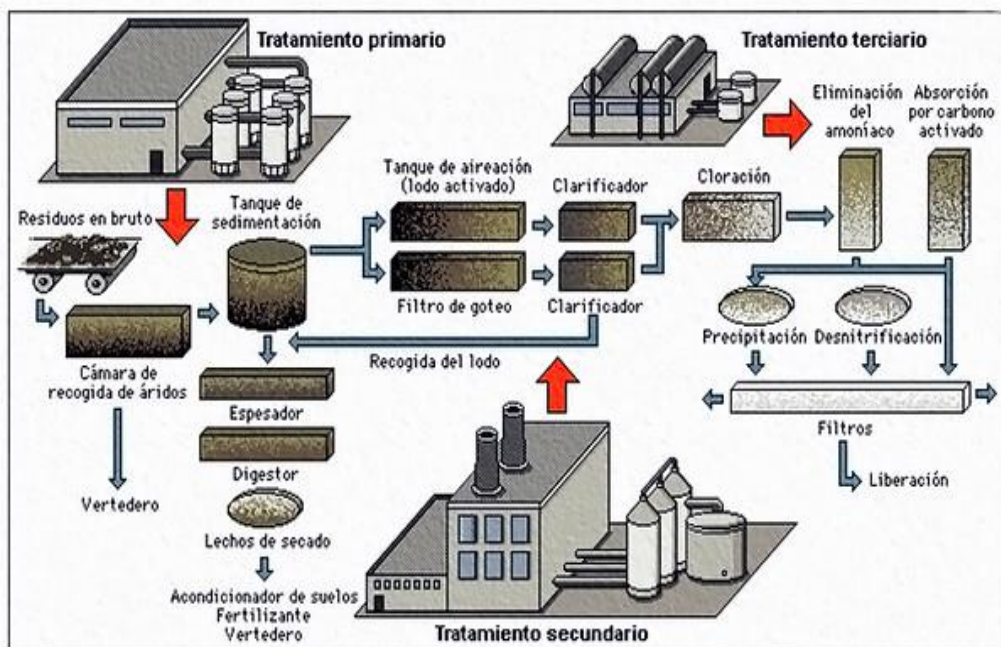 Tratamiento primario
Tratamiento terciario
Eliminación
del
amoníaco
Absorción
por carbono
activado
Residuos en bruto
Tanque de
sedimentación
Tanque de aireación
(lodo activado)
Clarificador
Cloración
Filtro de goteo
Clarificador
Precipitación
Desnitrificación
Recogida del lodo
Cámara de
recogida de áridos
Espesador
Filtros
Digestor
Liberación
Vertedero
Lechos de secado
Acondicionador de suelos
Fertilizante
Vertedero
Tratamiento secundario